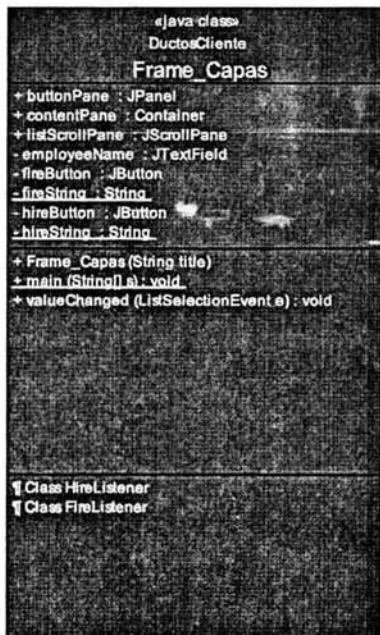 «java class»
DuctosCliente
Frame_Capas
+ buttonPane : JPanel
+ contentPane : Container
+ listScrollPane : JScrollPane
- employeeName : JTextField
- fireButton : JButton
- fireString : String
- hireButton : JButton
- hireString : String
+ Frame_Capas (String title)
+ main (String[] s) : void
+ valueChanged (ListSelectionEvent e) : void
¶ Class HireListener
¶ Class FireListener